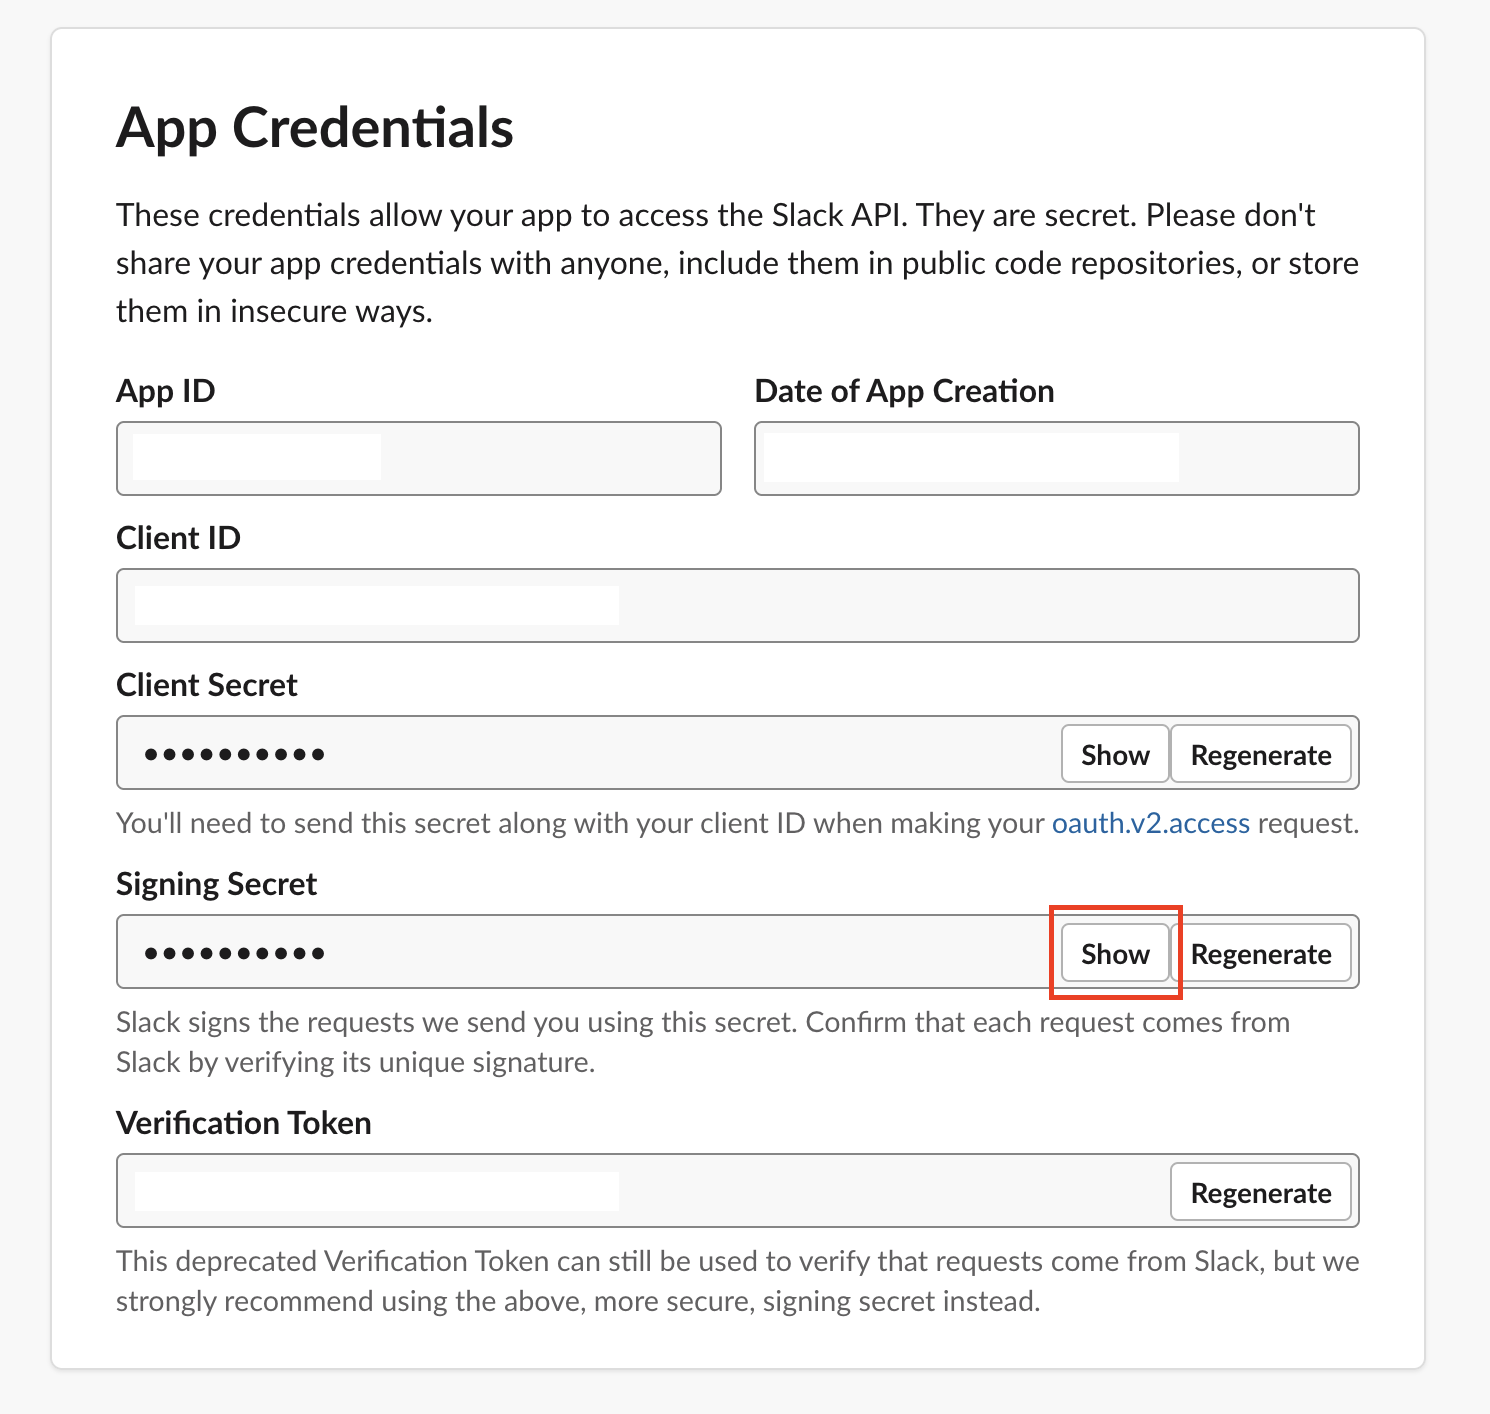 App Credentials
These credentials allow your app to access the Slack API. They are secret. Please don't
share your app credentials with anyone, include them in public code repositories, or store
them in insecure ways.
App ID
Date of App Creation
Client ID
Client Secret
●●●●●●●●●● Show Regenerate
You'll need to send this secret along with your client ID when making your oauth.v2.access request.
Signing Secret
●●●●●●●●●● Show Regenerate
Slack signs the requests we send you using this secret. Confirm that each request comes from
Slack by verifying its unique signature.
Verification Token
Regenerate
This deprecated Verification Token can still be used to verify that requests come from Slack, but we
strongly recommend using the above, more secure, signing secret instead.